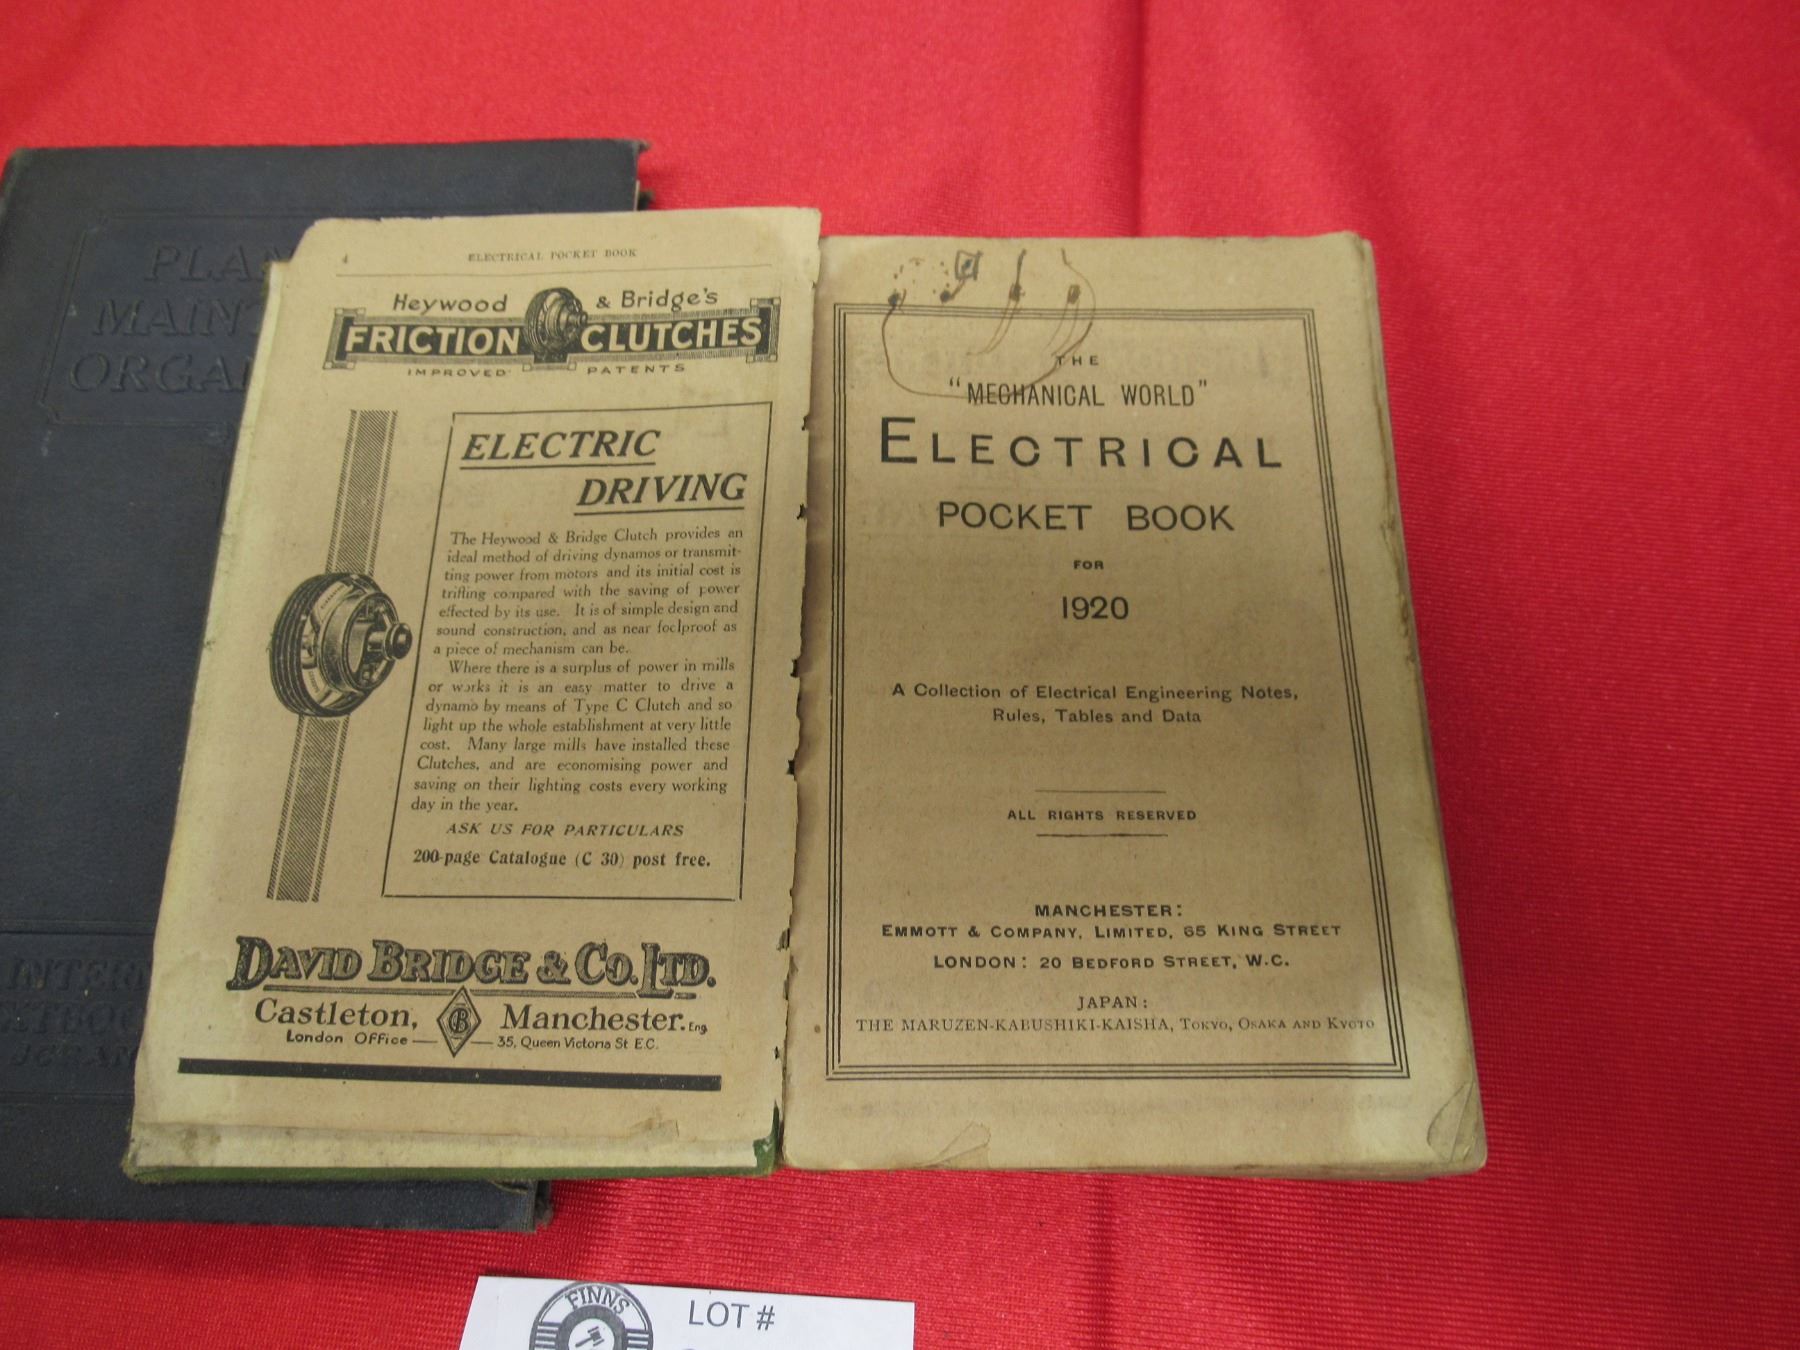 PLAN
MAINT
ORGA
INTER
4 ELECTRICAL POCKET BOOK
Heywood & Bridge's
FRICTION CLUTCHES
IMPROVED PATENTS
ELECTRIC
DRIVING
The Heywood & Bridge Clutch provides an
ideal method of driving dynamos or transmit-
ting power from motors and its initial cost is
trifling compared with the saving of power
effected by its use. It is of simple design and
sound construction, and as near foolproof as
a piece of mechanism can be.
Where there is a surplus of power in mills
or works it is an easy matter to drive a
dynamo by means of Type C Clutch and so
light up the whole establishment at very little
cost. Many large mills have installed these
Clutches, and are economising power and
saving on their lighting costs every working
day in the year.
ASK US FOR PARTICULARS
200-page Catalogue (C 30) post free.
DAVID BRIDGE & CO. LTD.
Castleton, B Manchester. Eng.
London Office — 35, Queen Victoria St E.C.
THE
"MECHANICAL WORLD"
ELECTRICAL
POCKET BOOK
FOR
1920
A Collection of Electrical Engineering Notes,
Rules, Tables and Data
ALL RIGHTS RESERVED
MANCHESTER:
EMMOTT & COMPANY, LIMITED, 65 KING STREET
LONDON: 20 BEDFORD STREET, W.C.
JAPAN:
THE MARUZEN-KABUSHIKI-KAISHA, TOKYO, OSAKA AND KYOTO
FINNS
LOT #